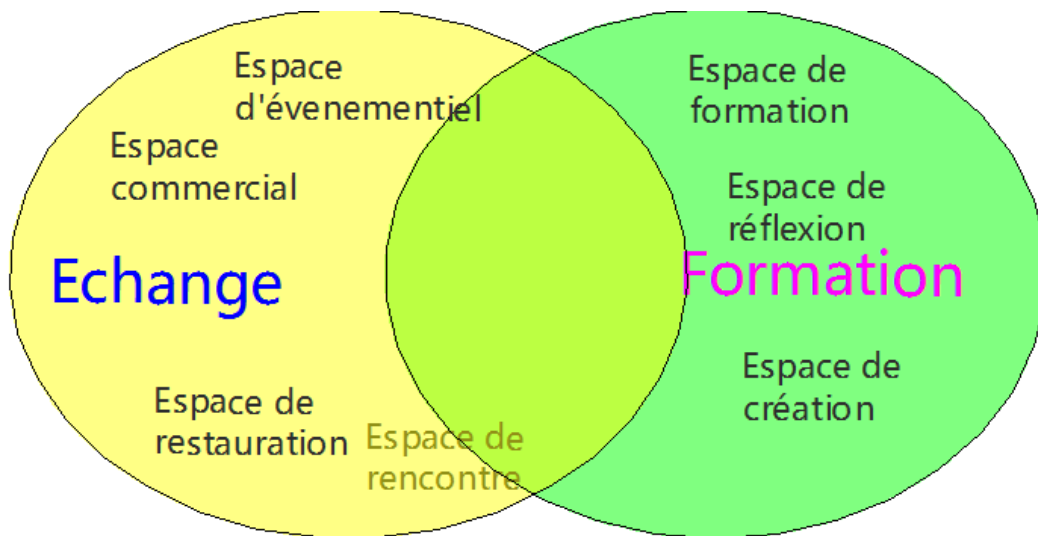 Espace
d'évenementiel
Espace
commercial
Echange
Espace de
restauration
Espace de
rencontre
Espace de
formation
Espace de
réflexion
Formation
Espace de
création